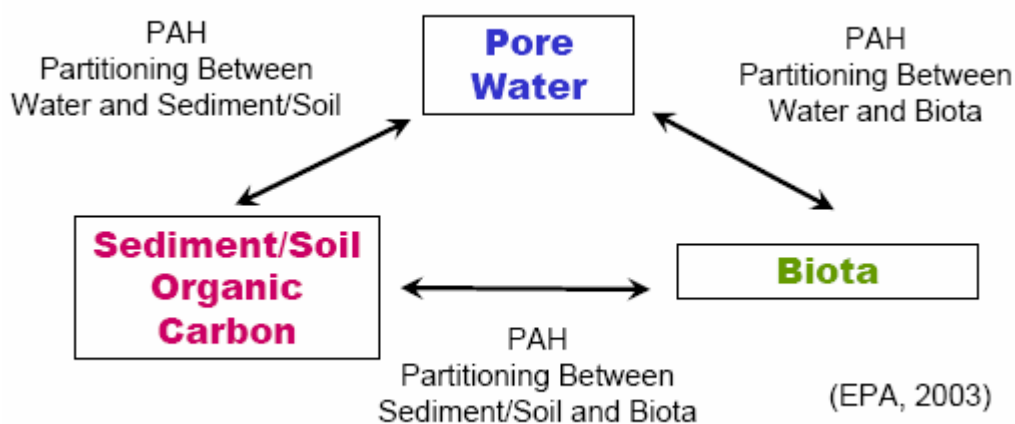 PAH
Partitioning Between
Water and Sediment/Soil
Pore
Water
PAH
Partitioning Between
Water and Biota
Sediment/Soil
Organic
Carbon
Biota
PAH
Partitioning Between
Sediment/Soil and Biota
(EPA, 2003)